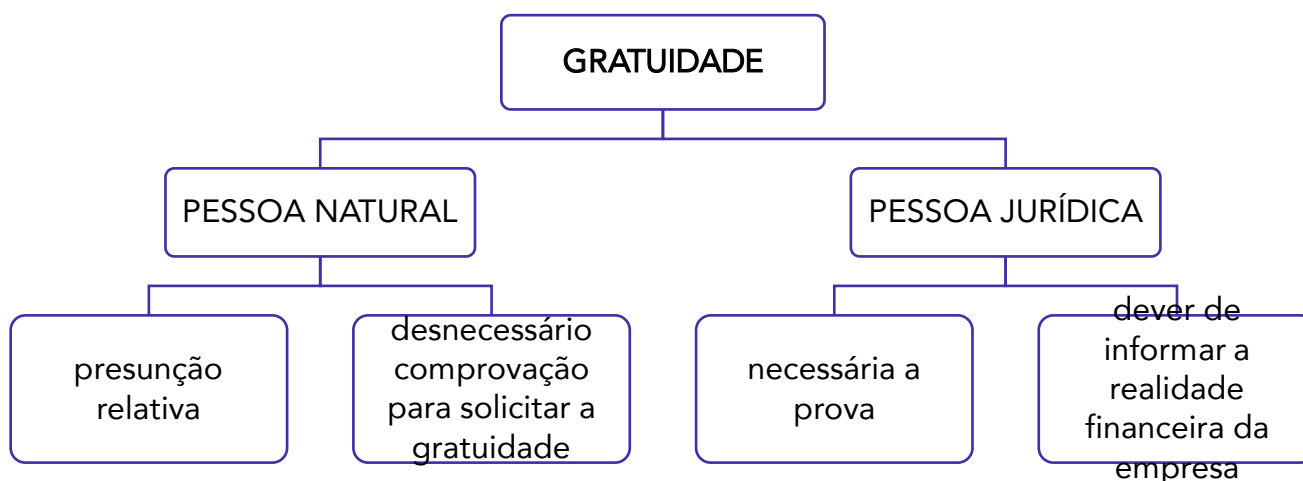 GRATUIDADE
PESSOA NATURAL
PESSOA JURÍDICA
presunção
relativa
desnecessário
comprovação
para solicitar a
gratuidade
necessária a
prova
dever de
informar a
realidade
financeira da
empresa